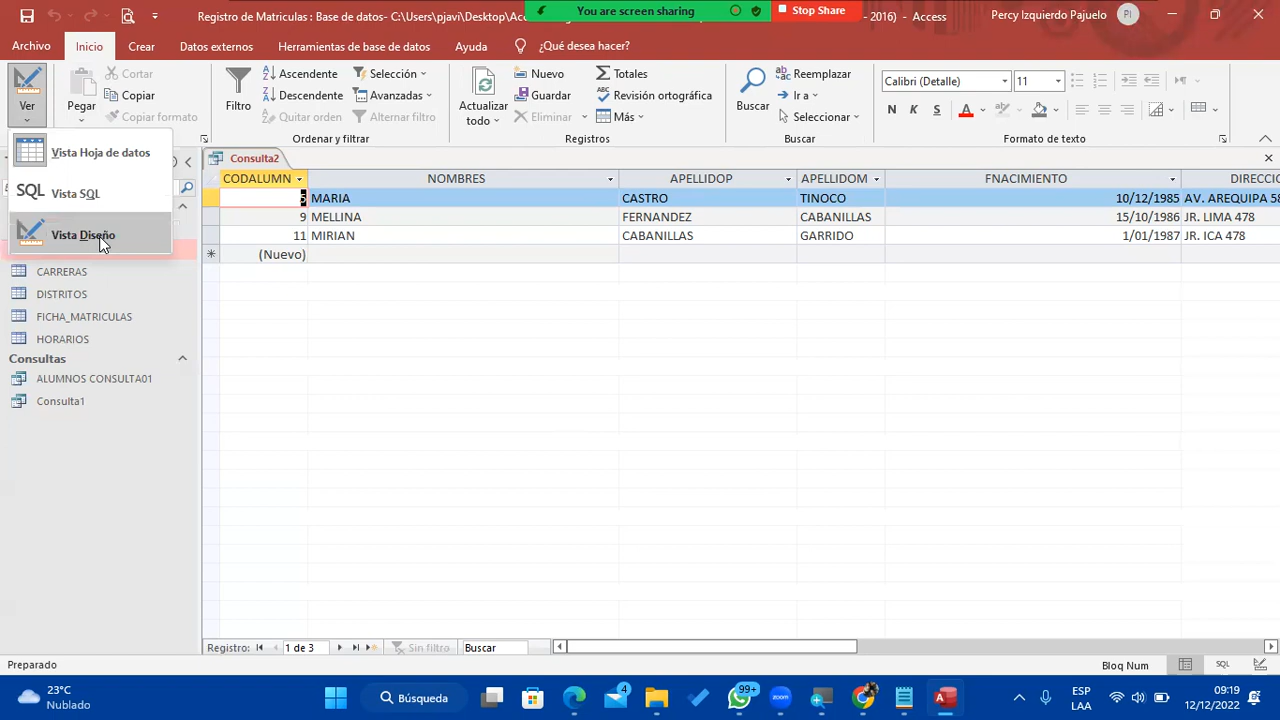 Registro de Matriculas : Base de datos- C:\Users\pjavi\Desktop\Acc
You are screen sharing
Stop Share
- 2016) - Access
Percy Izquierdo Pajuelo
PI
Archivo Inicio Crear Datos externos Herramientas de base de datos Ayuda ¿Qué desea hacer?
Ver
Pegar
Cortar
Copiar
Copiar formato
Filtro
Ascendente
Descendente
Quitar orden
Selección
Avanzadas
Alternar filtro
Ordenar y filtrar
Actualizar
todo
Nuevo
Guardar
Eliminar
Totales
Revisión ortográfica
Más
Registros
Buscar
Reemplazar
Ir a
Seleccionar
Buscar
Calibri (Detalle) 11
N K S
Formato de texto
Vista Hoja de datos
SQL Vista SQL
Vista Diseño
CARRERAS
DISTRITOS
FICHA_MATRICULAS
HORARIOS
Consultas
ALUMNOS CONSULTA01
Consulta1
Consulta2
CODALUMN NOMBRES APELLIDOP APELLIDOM FNACIMIENTO DIRECCI
5 MARIA CASTRO TINOCO 10/12/1985 AV. AREQUIPA 58
9 MELLINA FERNANDEZ CABANILLAS 15/10/1986 JR. LIMA 478
11 MIRIAN CABANILLAS GARRIDO 1/01/1987 JR. ICA 478
(Nuevo)
Registro: 1 de 3 Sin filtro Buscar
Preparado
Bloq Num
SQL
23°C
Nublado
Búsqueda
4
99+
zoom
ESP
LAA
09:19
12/12/2022